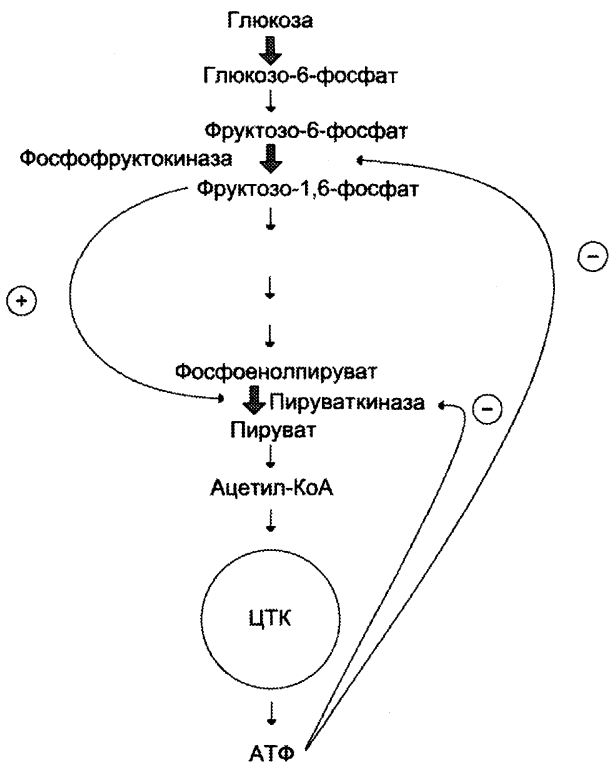 Глюкоза
Глюкозо-6-фосфат
Фруктозо-6-фосфат
Фосфофруктокиназа
Фруктозо-1,6-фосфат
−
+
Фосфоенолпируват
Пируваткиназа
−
Пируват
Ацетил-КоА
ЦТК
АТФ